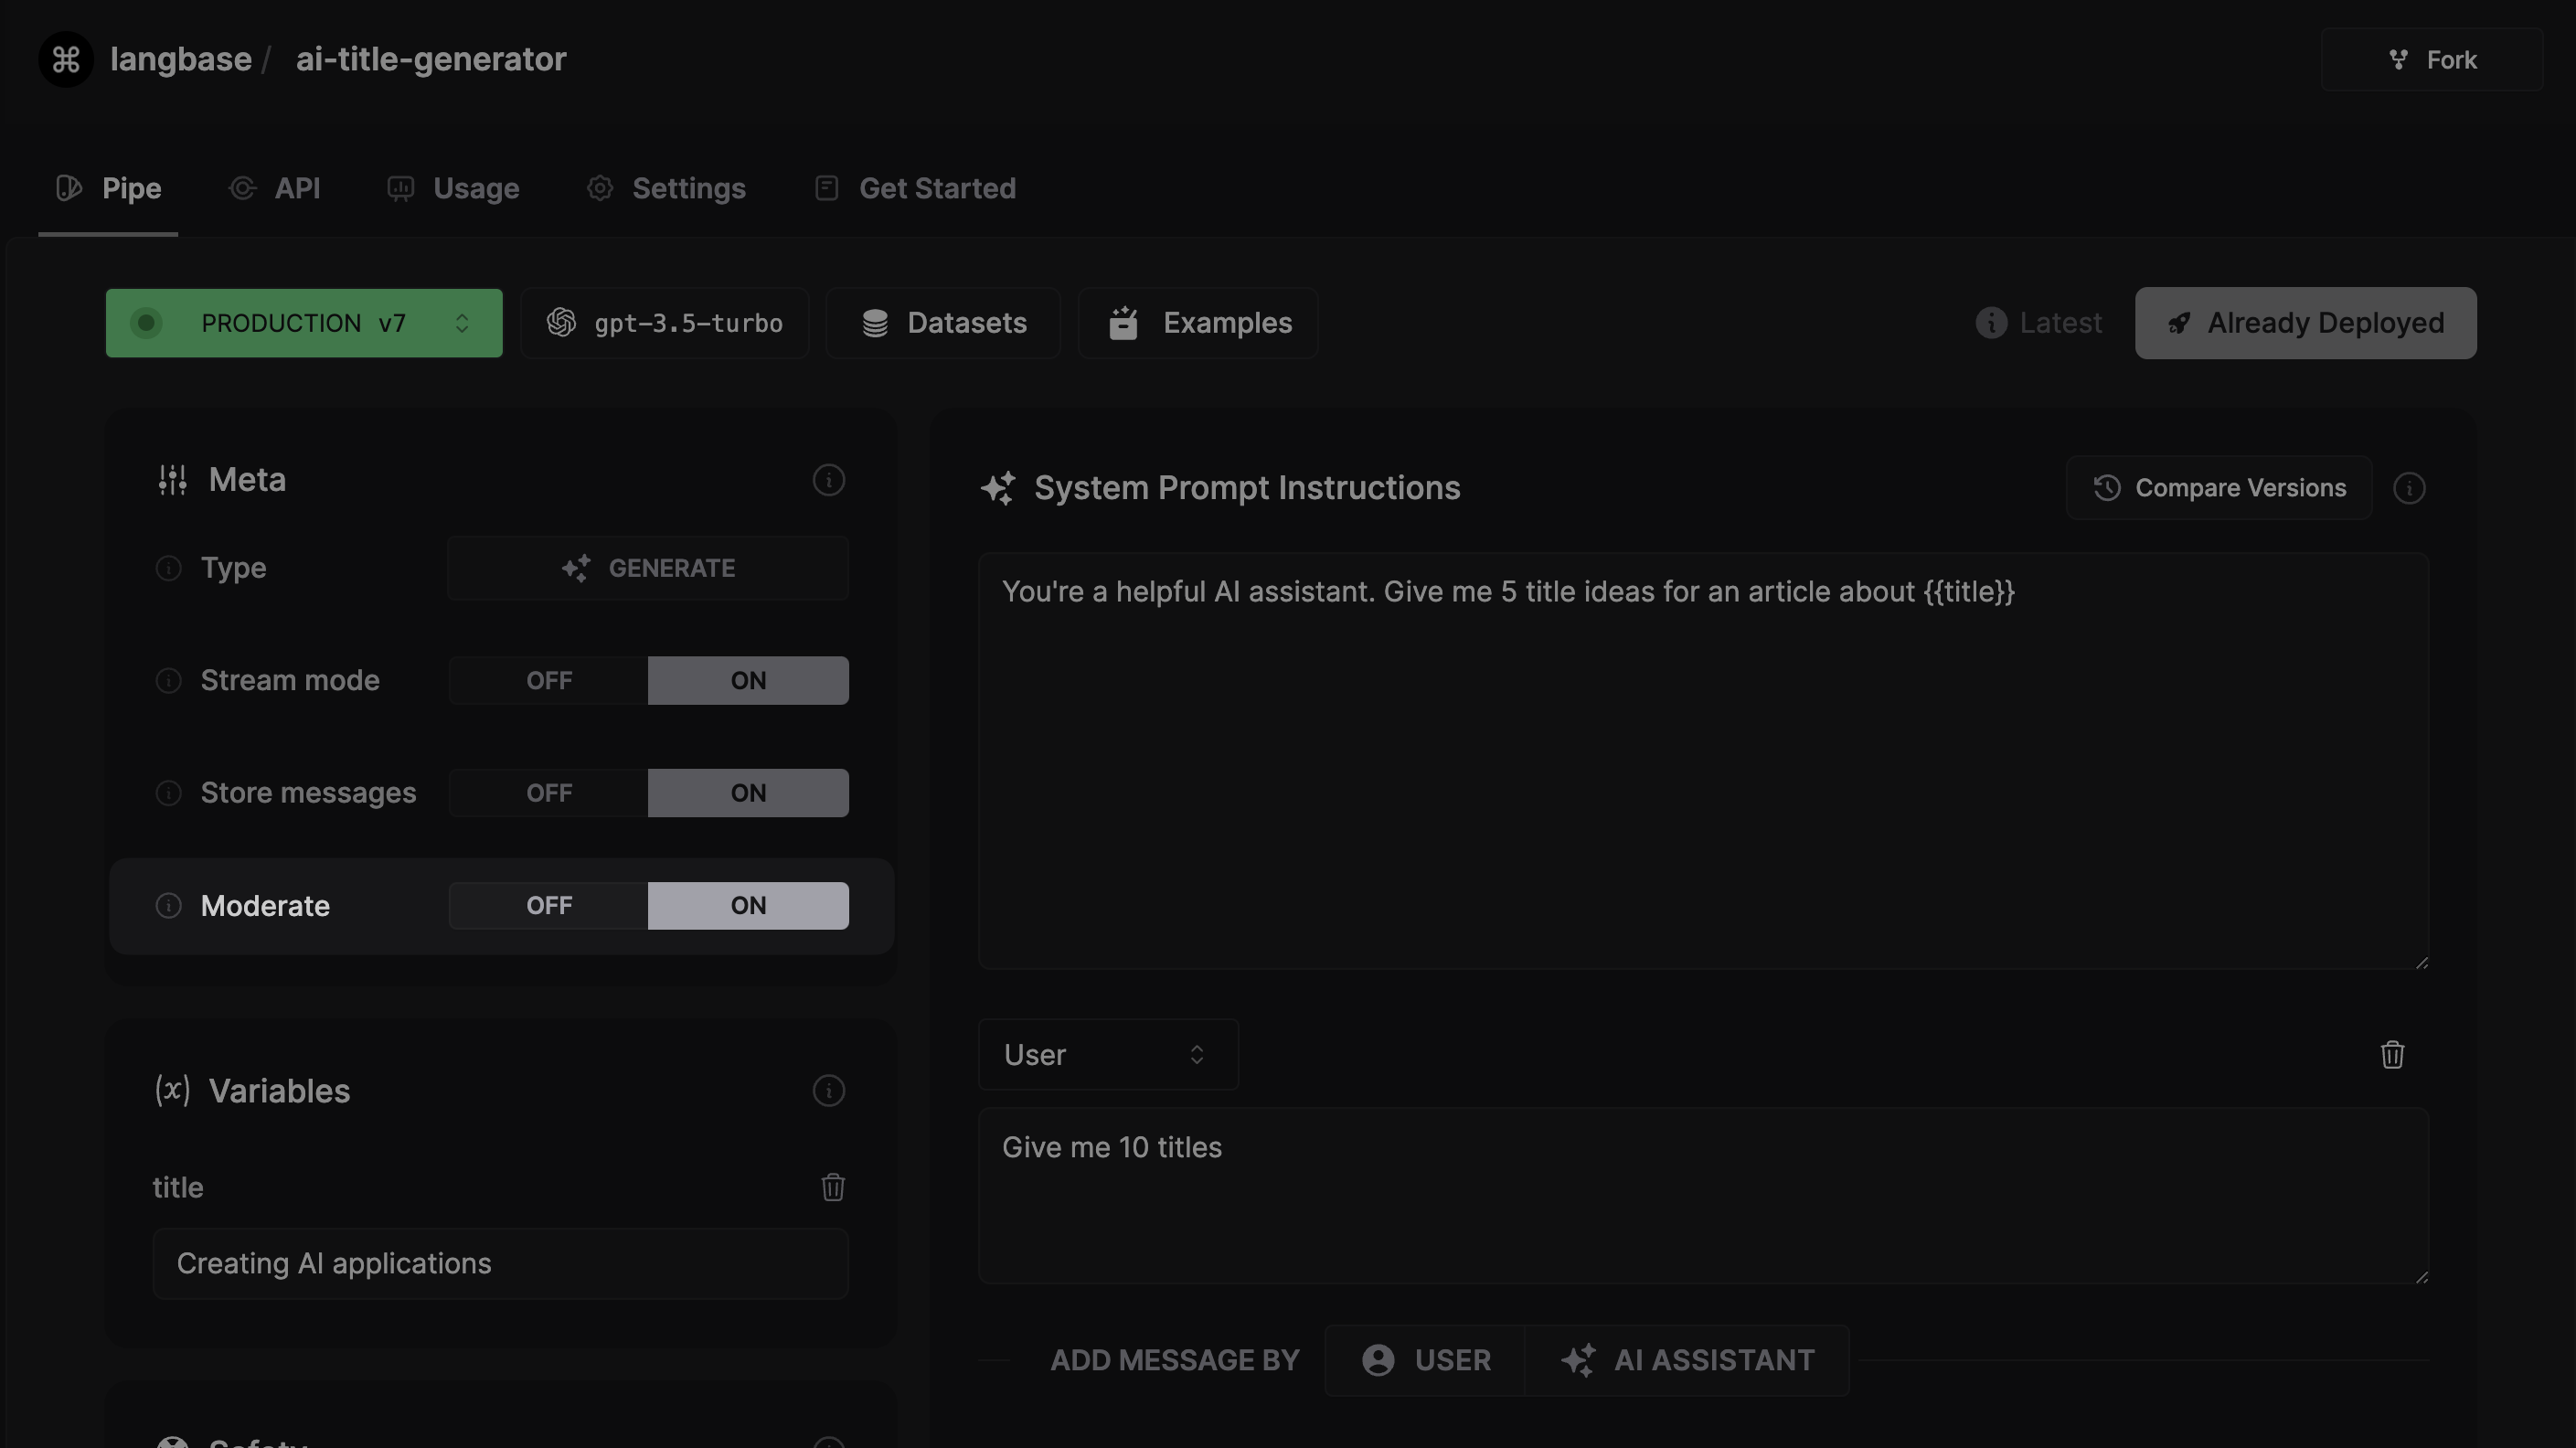 langbase / ai-title-generator
Fork
Pipe API Usage Settings Get Started
PRODUCTION v7 gpt-3.5-turbo Datasets Examples Latest Already Deployed
Meta
Type GENERATE
Stream mode OFF ON
Store messages OFF ON
Moderate OFF ON
(x) Variables
title
Creating AI applications
Safety
System Prompt Instructions Compare Versions
You're a helpful AI assistant. Give me 5 title ideas for an article about {{title}}
User
Give me 10 titles
ADD MESSAGE BY USER AI ASSISTANT